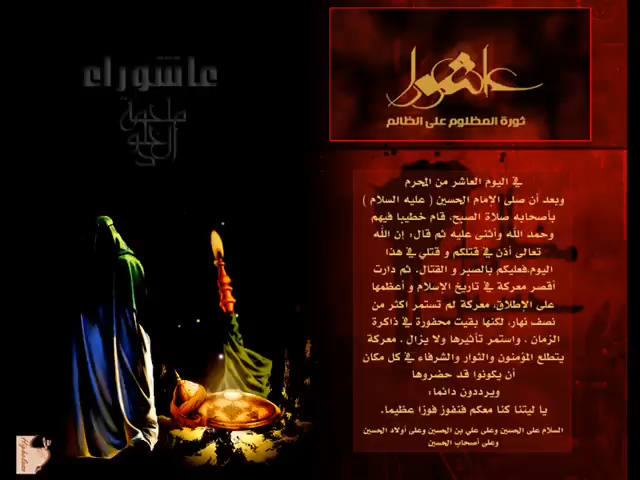 عاشوراء
ملحمة
عاشورا
ثورة المظلوم على الظالم
في اليوم العاشر من المحرم
وبعد أن صلى الإمام الحسين ( عليه السلام )
بأصحابه صلاة الصبح، قام خطيبا فيهم
وحمد الله وأثنى عليه ثم قال: إن الله
تعالى أذن في قتلكم و قتلي في هذا
اليوم،فعليكم بالصبر و القتال. ثم دارت
أقصر معركة في تاريخ الإسلام و أعظمها
على الإطلاق، معركة لم تستمر أكثر من
نصف نهار، لكنها بقيت محفورة في ذاكرة
الزمان ، واستمر تأثيرها ولا يزال . معركة
يتطلع المؤمنون والثوار والشرفاء في كل مكان
أن يكونوا قد حضروها
ويرددون دائما:
يا ليتنا كنا معكم فنفوز فوزا عظيما.
السلام على الحسين وعلى علي بن الحسين وعلى أولاد الحسين
وعلى أصحاب الحسين